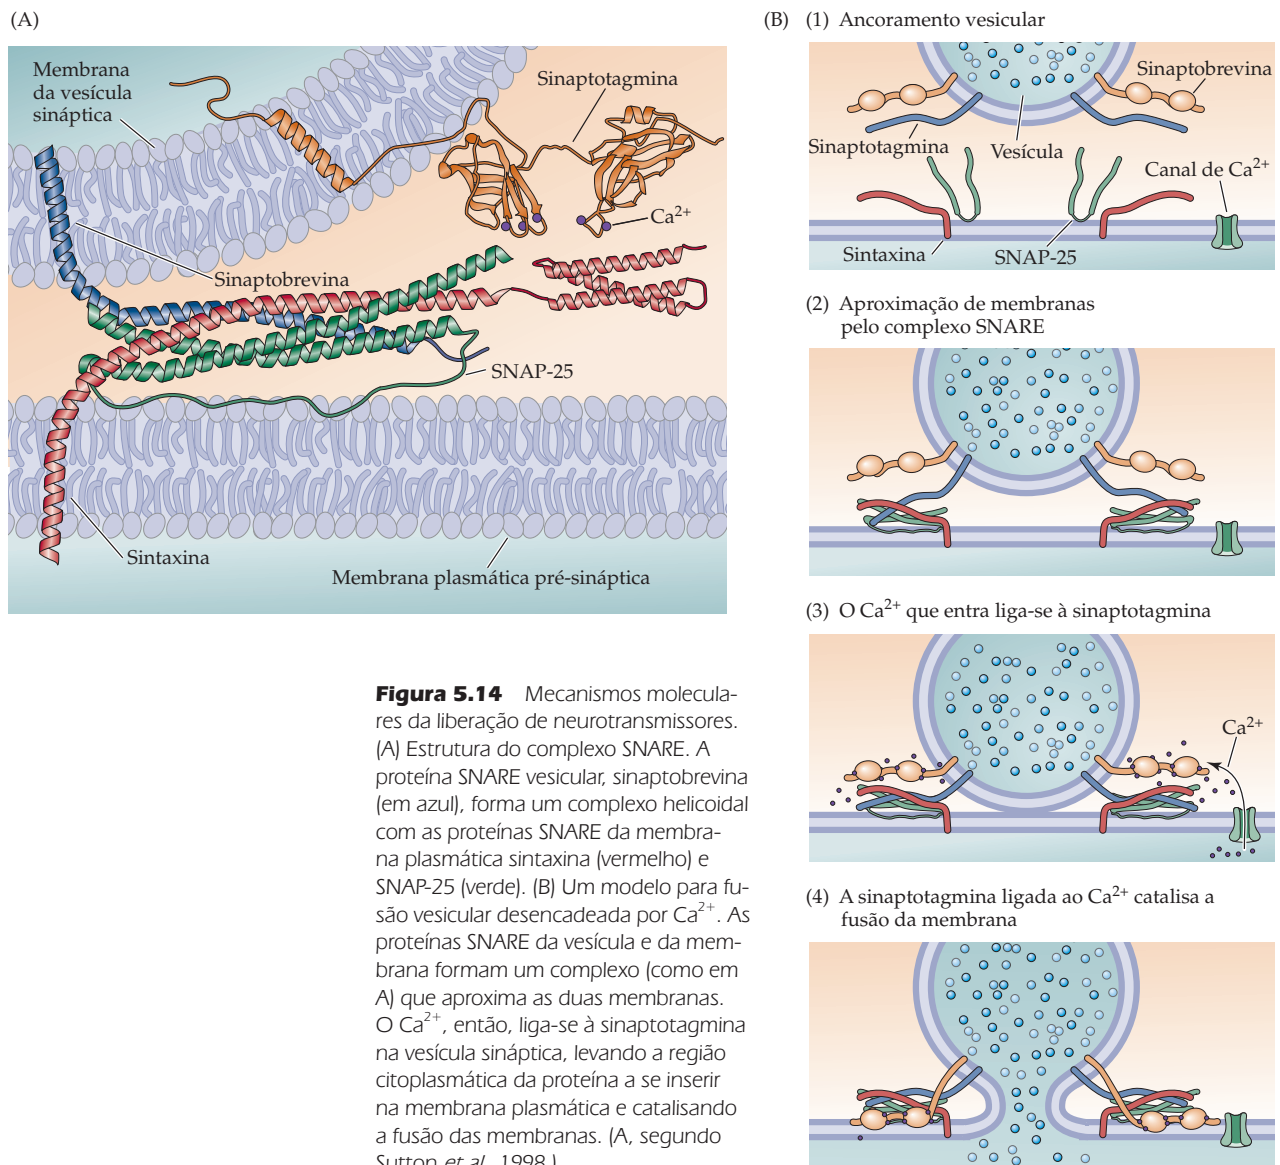 (A)
Membrana
da vesícula
sináptica
Sinaptotagmina
Ca2+
Sinaptobrevina
SNAP-25
Sintaxina
Membrana plasmática pré-sináptica
Figura 5.14 Mecanismos molecula-
res da liberação de neurotransmissores.
(A) Estrutura do complexo SNARE. A
proteína SNARE vesicular, sinaptobrevina
(em azul), forma um complexo helicoidal
com as proteínas SNARE da membra-
na plasmática sintaxina (vermelho) e
SNAP-25 (verde). (B) Um modelo para fu-
são vesicular desencadeada por Ca2+. As
proteínas SNARE da vesícula e da mem-
brana formam um complexo (como em
A) que aproxima as duas membranas.
O Ca2+, então, liga-se à sinaptotagmina
na vesícula sináptica, levando a região
citoplasmática da proteína a se inserir
na membrana plasmática e catalisando
a fusão das membranas. (A, segundo
Sutton et al., 1998.)
(B) (1) Ancoramento vesicular
Sinaptobrevina
Sinaptotagmina
Vesícula
Canal de Ca2+
Sintaxina
SNAP-25
(2) Aproximação de membranas
pelo complexo SNARE
(3) O Ca2+ que entra liga-se à sinaptotagmina
Ca2+
(4) A sinaptotagmina ligada ao Ca2+ catalisa a
fusão da membrana